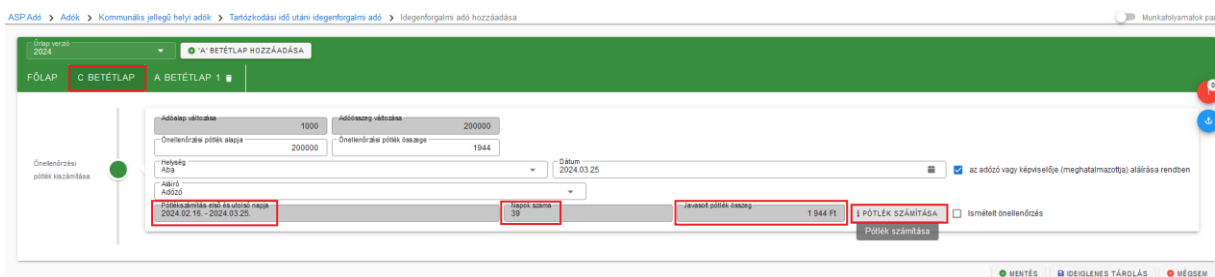 ASP.Adó > Adók > Kommunális jellegű helyi adók > Tartózkodási idő utáni idegenforgalmi adó > Idegenforgalmi adó hozzáadása
Munkafolyamatok pa
Űrlap verzió
2024
'A' BETÉTLAP HOZZÁADÁSA
FŐLAP
C BETÉTLAP
A BETÉTLAP 1
0
Önellenőrzési
pótlék kiszámítása
Adóalap változása
1000
Adóösszeg változása
200000
Önellenőrzési pótlék alapja
200000
Önellenőrzési pótlék összege
1944
Helység
Aba
Dátum
2024.03.25
az adózó vagy képviselője (meghatalmazottja) aláírása rendben
Aláíró
Adózó
Pótlékszámítás első és utolsó napja
2024.02.16. - 2024.03.25.
Napok száma
39
Javasolt pótlék összeg
1 944 Ft
PÓTLÉK SZÁMÍTÁSA
Ismételt önellenőrzés
Pótlék számítása
MENTÉS
IDEIGLENES TÁROLÁS
MÉGSEM